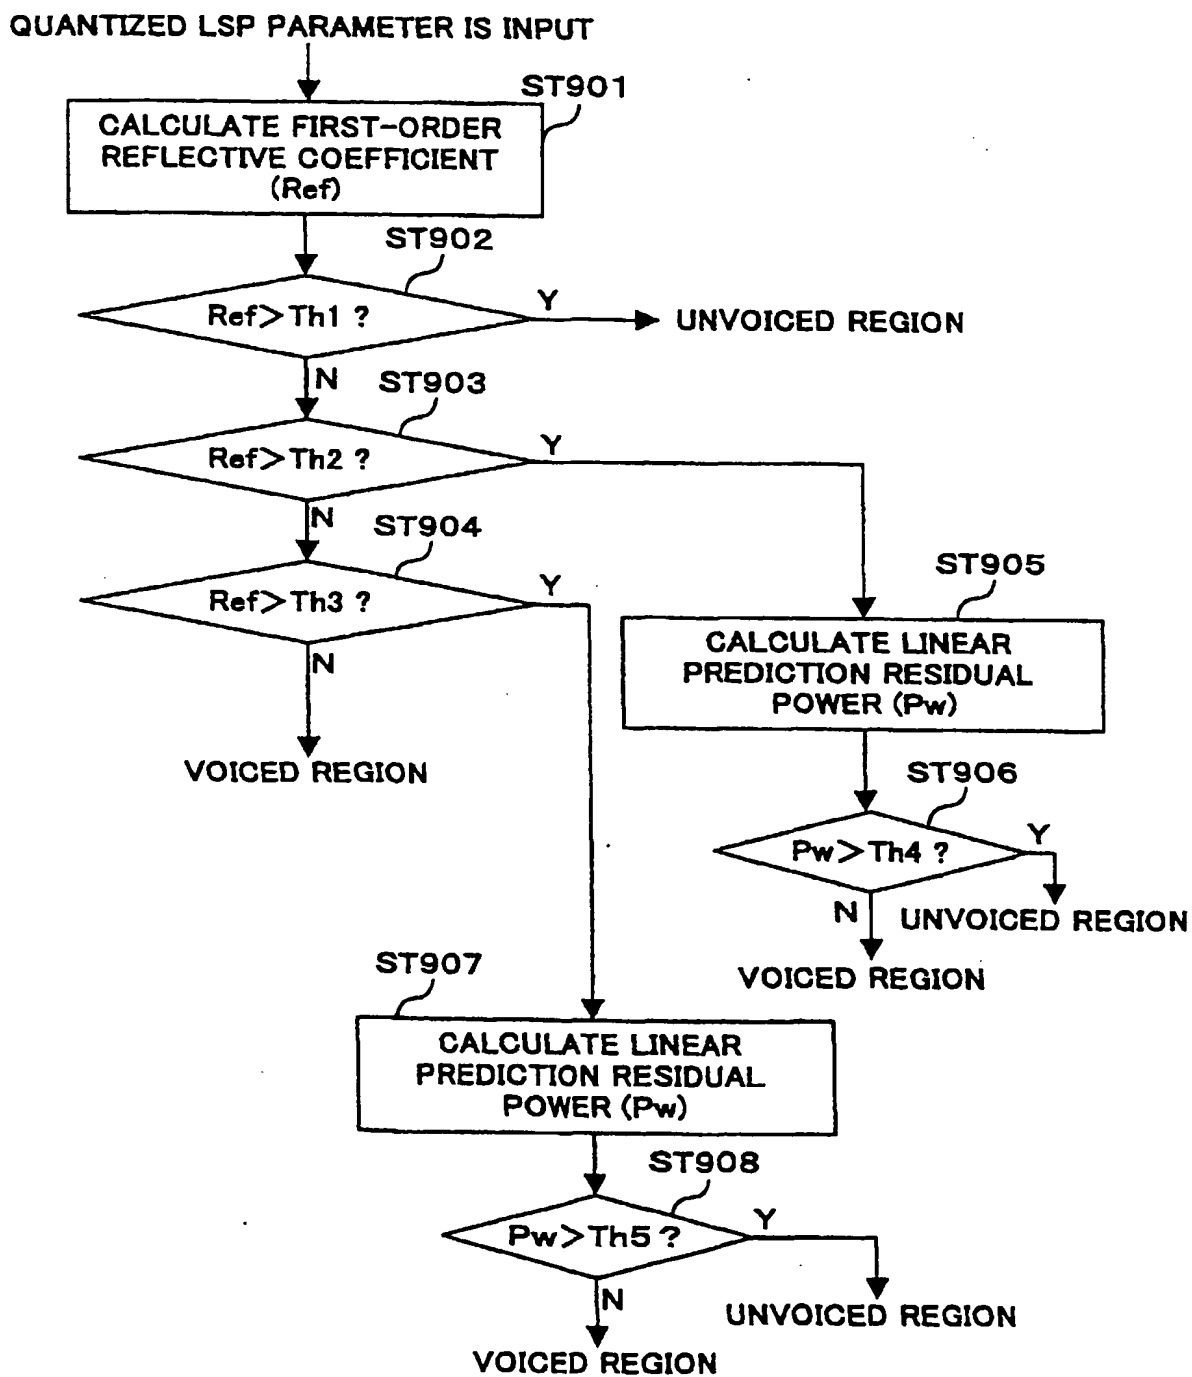 QUANTIZED LSP PARAMETER IS INPUT
ST901
CALCULATE FIRST-ORDER
REFLECTIVE COEFFICIENT
(Ref)
ST902
Ref>Th1 ?
Y
UNVOICED REGION
N
ST903
Ref>Th2 ?
Y
N
ST904
Ref>Th3 ?
Y
N
VOICED REGION
ST905
CALCULATE LINEAR
PREDICTION RESIDUAL
POWER (Pw)
ST906
Pw>Th4 ?
Y
UNVOICED REGION
N
VOICED REGION
ST907
CALCULATE LINEAR
PREDICTION RESIDUAL
POWER (Pw)
ST908
Pw>Th5 ?
Y
UNVOICED REGION
N
VOICED REGION